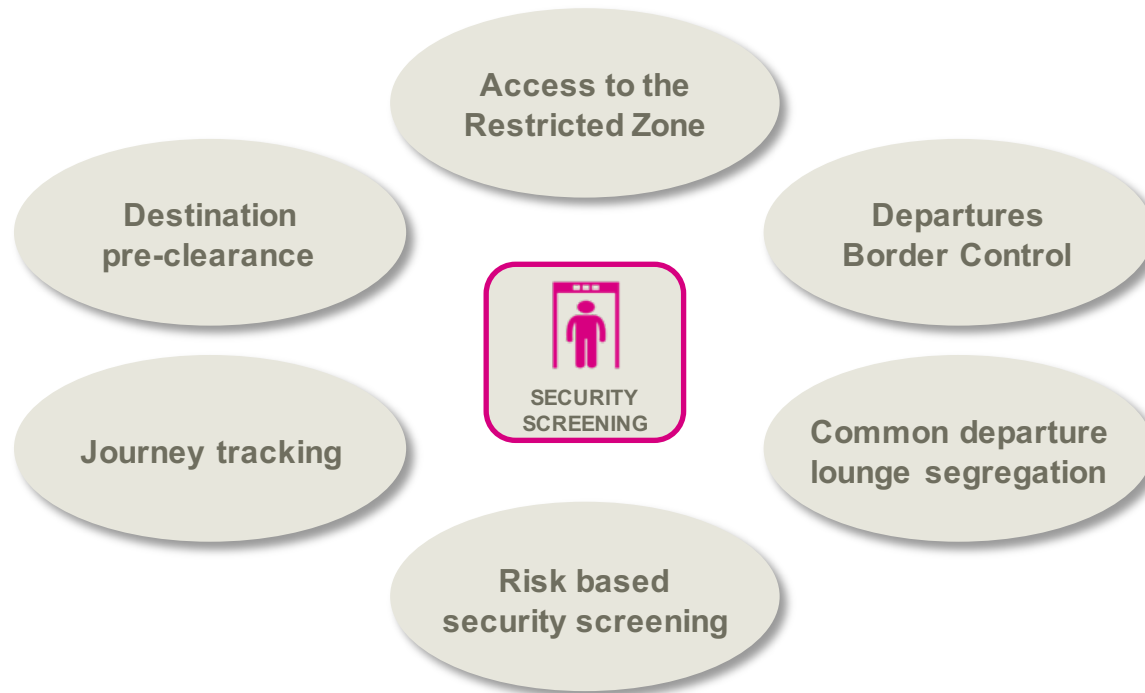 Access to the
Restricted Zone
Destination
pre-clearance
Departures
Border Control
SECURITY
SCREENING
Journey tracking
Common departure
lounge segregation
Risk based
security screening